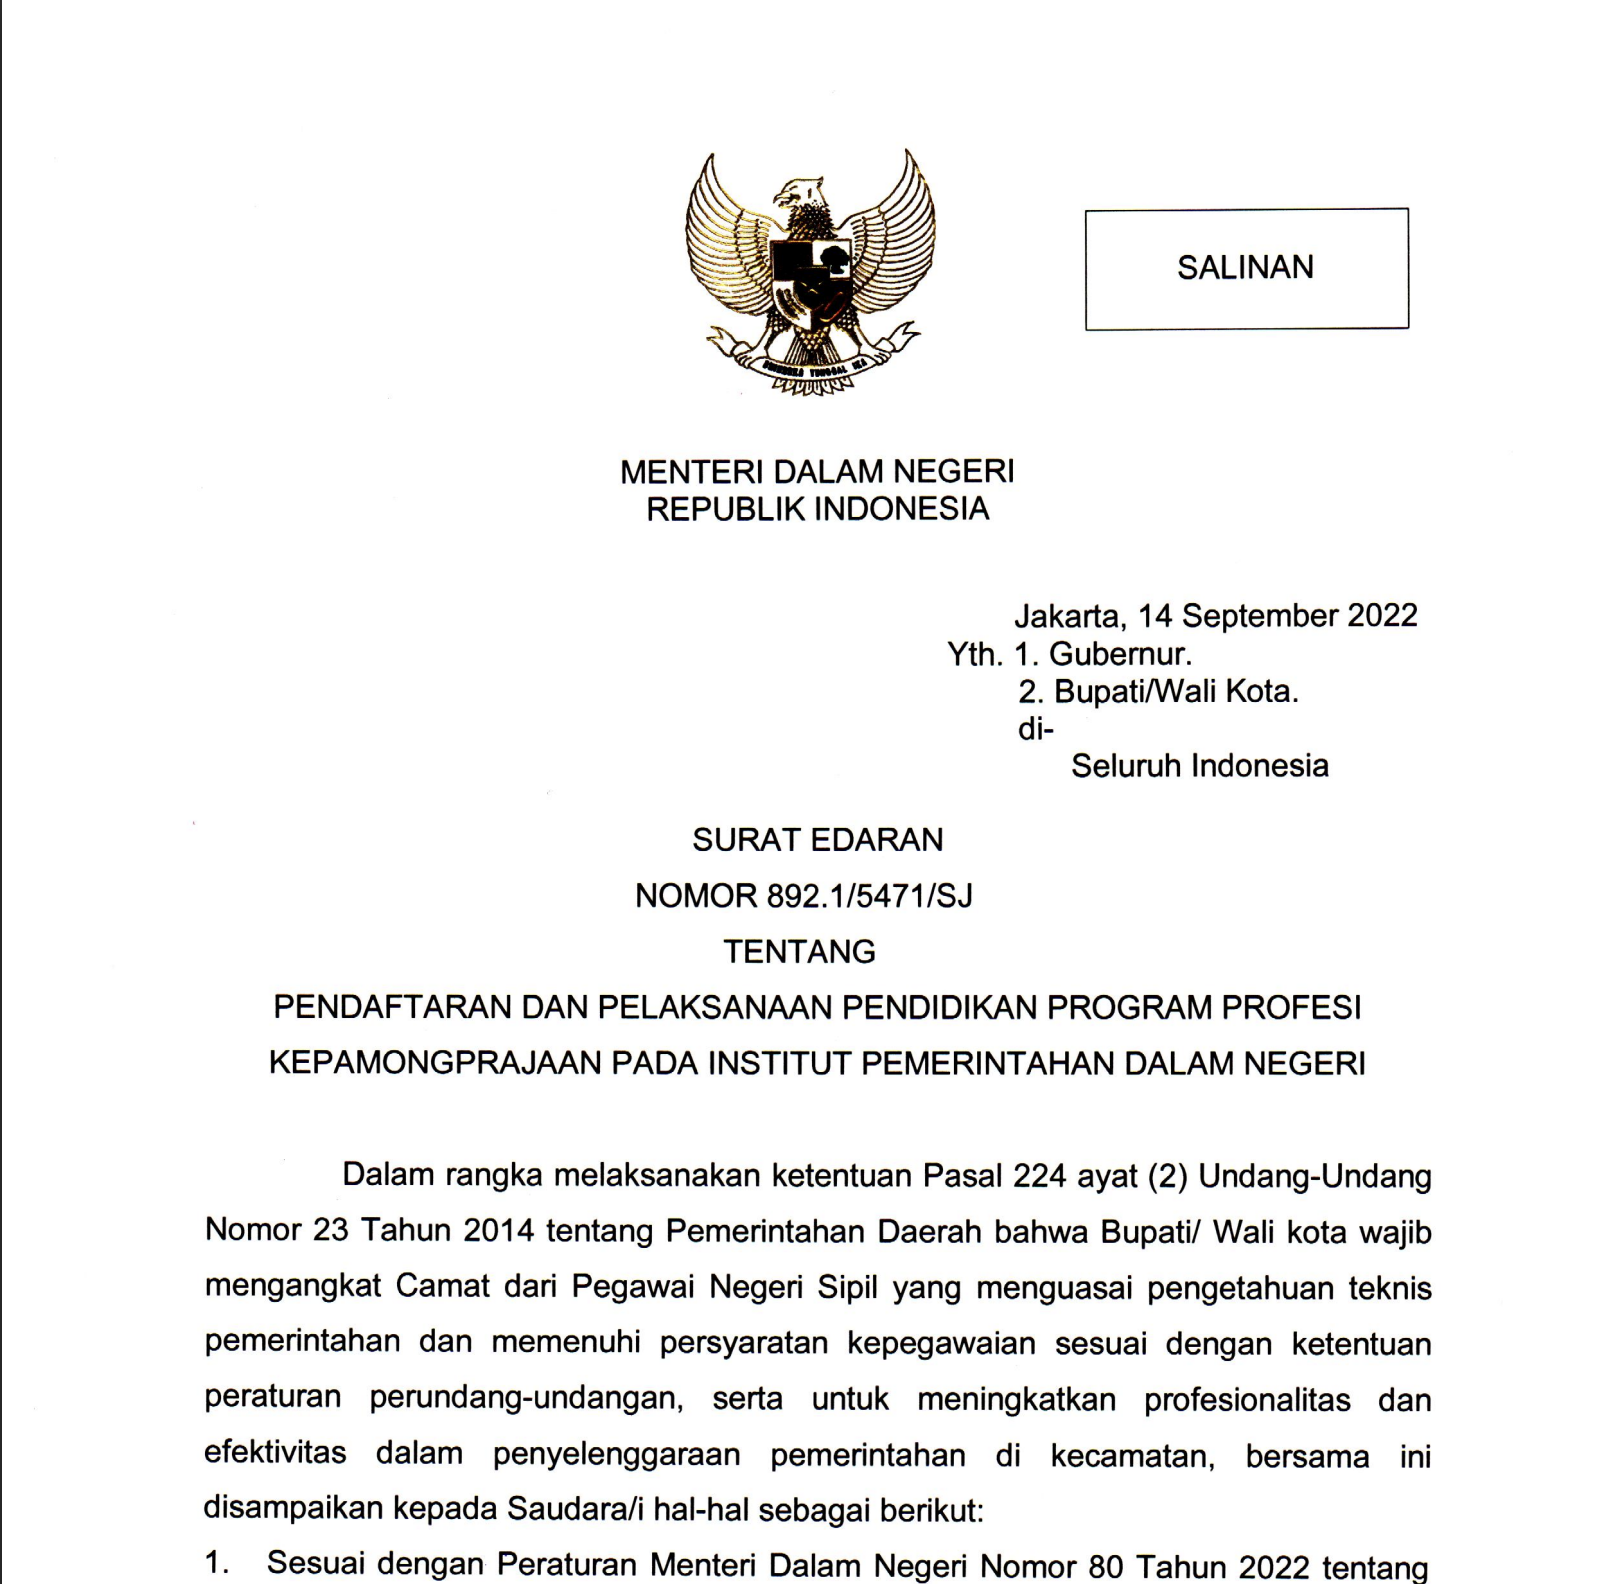 SALINAN
BHINNEKA TUNGGAL IKA
MENTERI DALAM NEGERI
REPUBLIK INDONESIA
Jakarta, 14 September 2022
Yth. 1. Gubernur.
2. Bupati/Wali Kota.
di-
Seluruh Indonesia
SURAT EDARAN
NOMOR 892.1/5471/SJ
TENTANG
PENDAFTARAN DAN PELAKSANAAN PENDIDIKAN PROGRAM PROFESI
KEPAMONGPRAJAAN PADA INSTITUT PEMERINTAHAN DALAM NEGERI
Dalam rangka melaksanakan ketentuan Pasal 224 ayat (2) Undang-Undang
Nomor 23 Tahun 2014 tentang Pemerintahan Daerah bahwa Bupati/ Wali kota wajib
mengangkat Camat dari Pegawai Negeri Sipil yang menguasai pengetahuan teknis
pemerintahan dan memenuhi persyaratan kepegawaian sesuai dengan ketentuan
peraturan perundang-undangan, serta untuk meningkatkan profesionalitas dan
efektivitas dalam penyelenggaraan pemerintahan di kecamatan, bersama ini
disampaikan kepada Saudara/i hal-hal sebagai berikut:
1. Sesuai dengan Peraturan Menteri Dalam Negeri Nomor 80 Tahun 2022 tentang